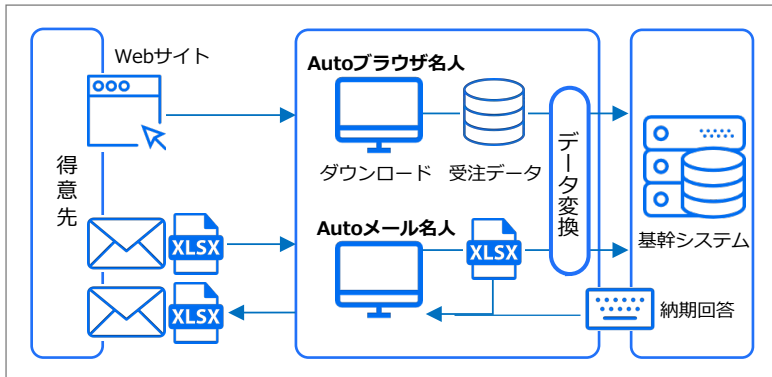 Webサイト
得意先
XLSX
XLSX
Autoブラウザ名人
ダウンロード
受注データ
Autoメール名人
XLSX
データ変換
基幹システム
納期回答